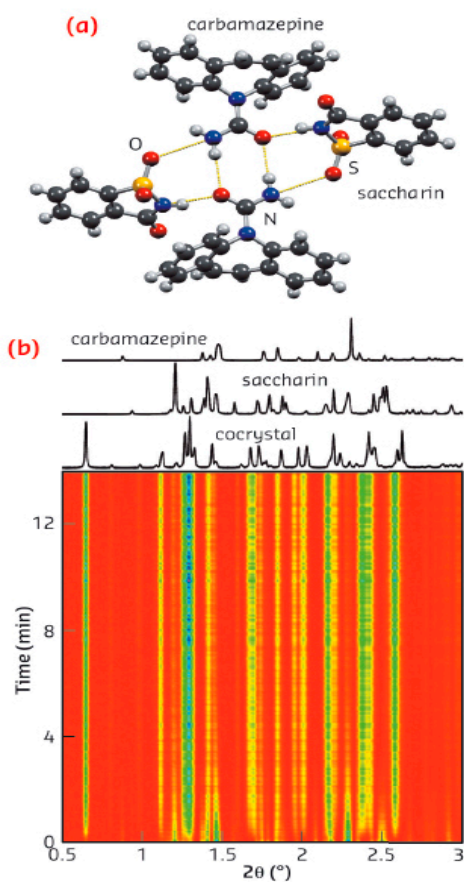 (a)
carbamazepine
O
S
saccharin
N
(b)
carbamazepine
saccharin
cocrystal
12
8
4
0
Time (min)
0.5 1 1.5 2 2.5 3
2θ (°)